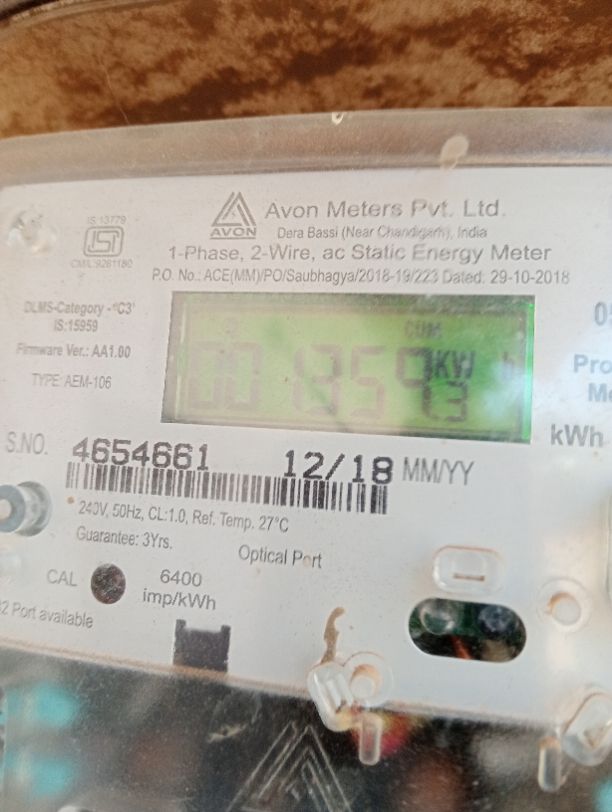 IS 13779
ISI
CM/L:9261180
AVON
Avon Meters Pvt. Ltd.
Dera Bassi (Near Chandigarh), India
1-Phase, 2-Wire, ac Static Energy Meter
P.O. No.: ACE(MM)/PO/Saubhagya/2018-19/223 Dated: 29-10-2018
DLMS-Category -'C3'
IS:15959
Firmware Ver.: AA1.00
TYPE: AEM-106
CUM
KW h
kWh
S.NO. 4654661 12/18 MM/YY
240V, 50Hz, CL:1.0, Ref. Temp. 27°C
Guarantee: 3Yrs.
Optical Port
CAL
6400
imp/kWh
Port available